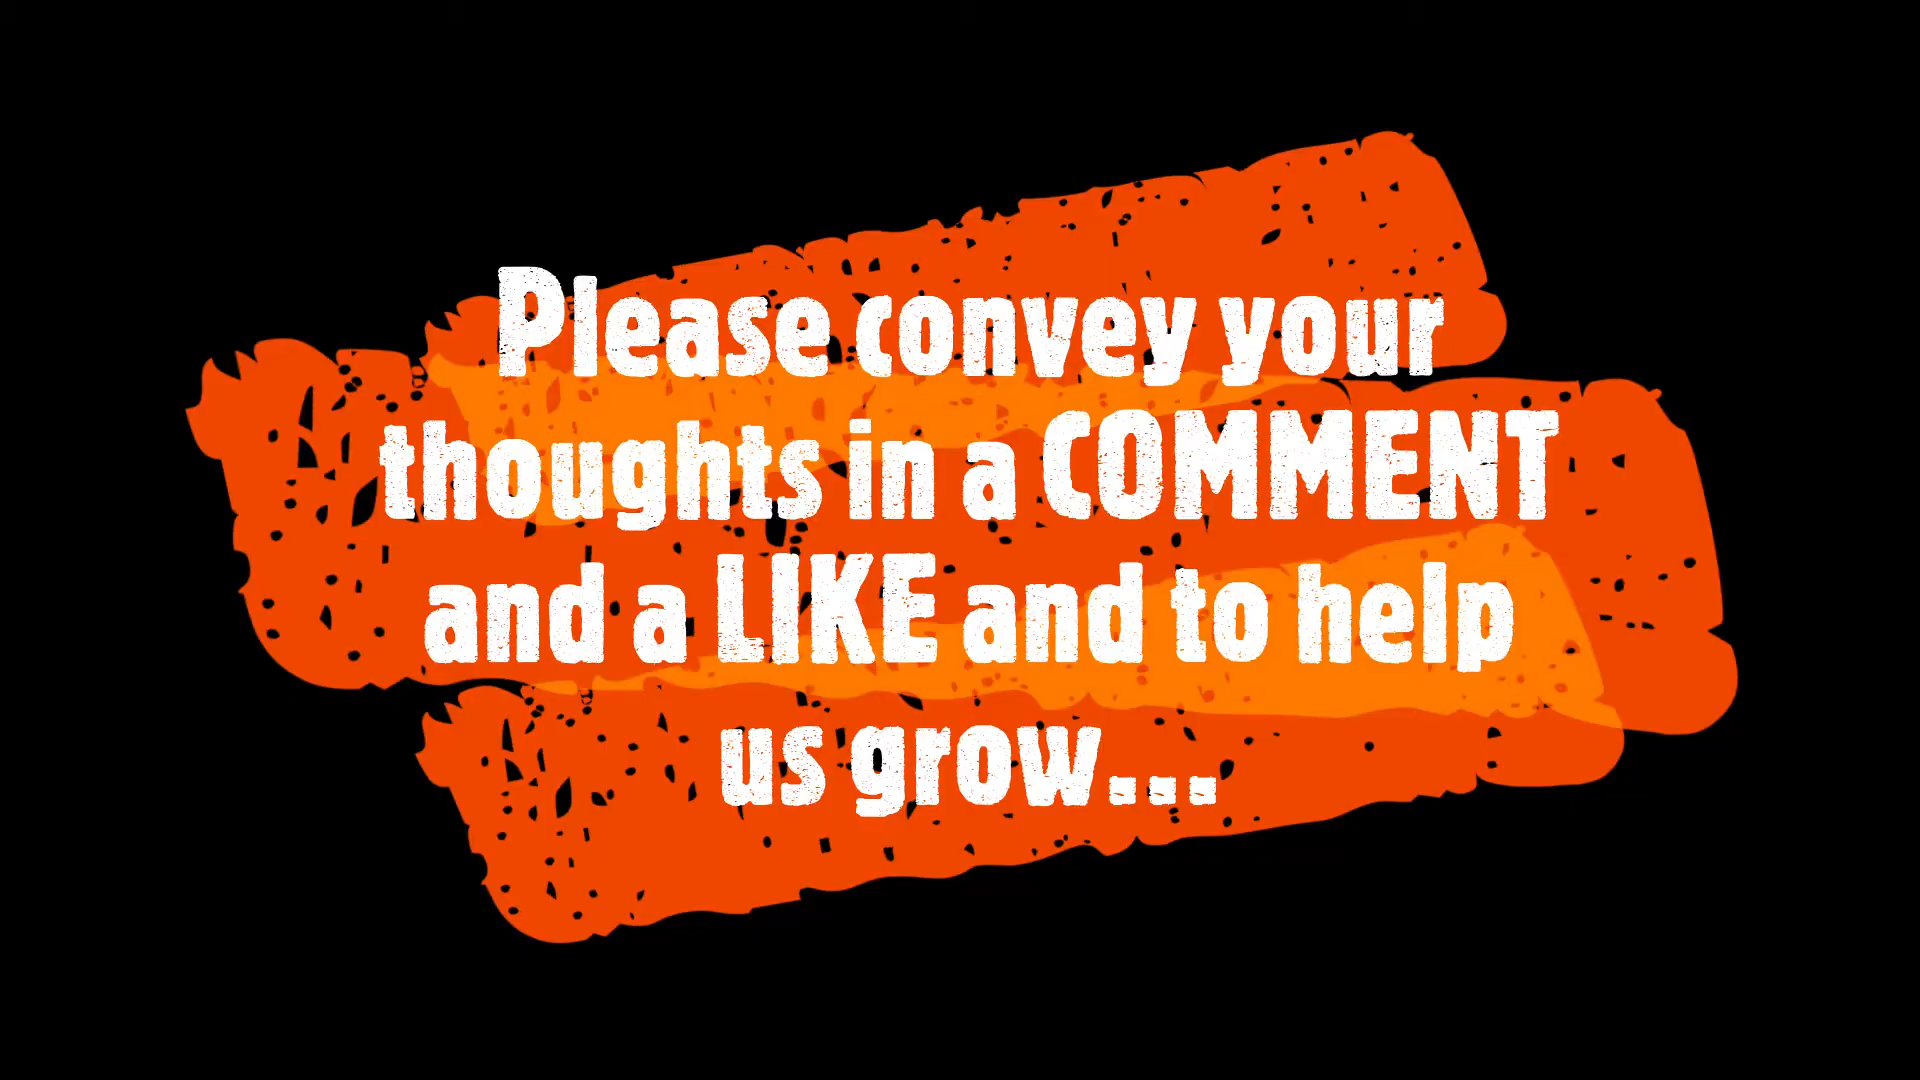 Please convey your
thoughts in a COMMENT
and a LIKE and to help
us grow...